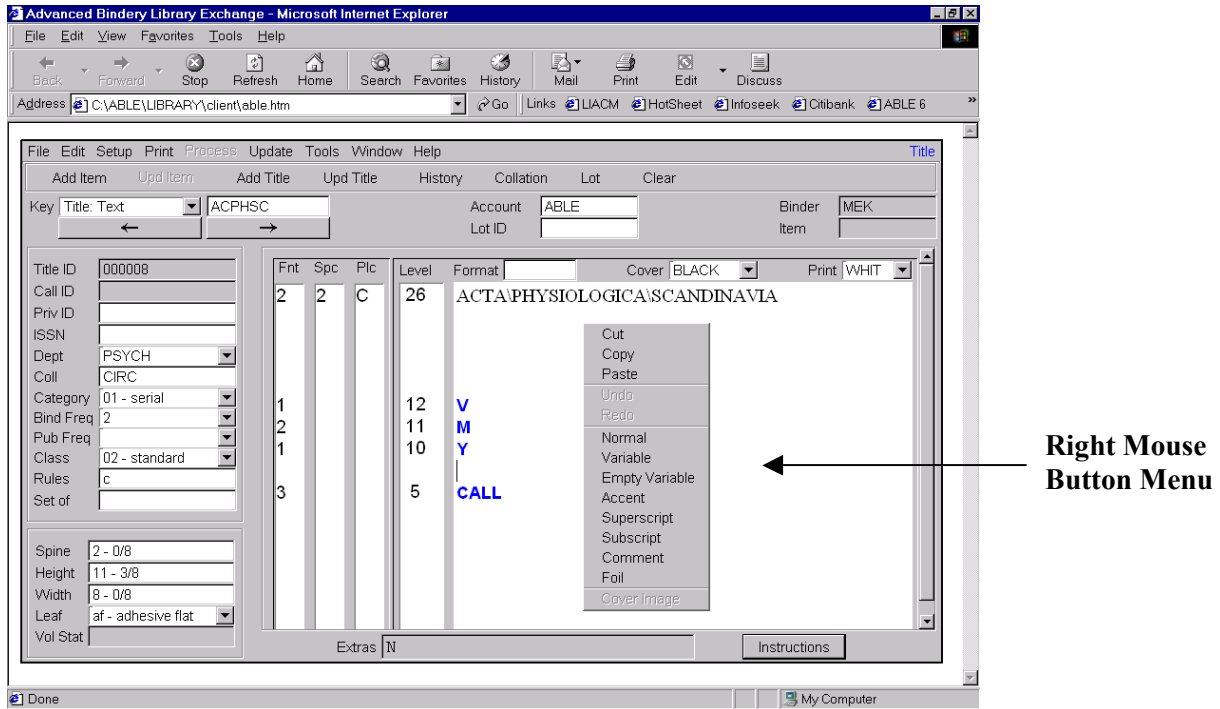 Advanced Bindery Library Exchange - Microsoft Internet Explorer
File Edit View Favorites Tools Help
Back Forward Stop Refresh Home Search Favorites History Mail Print Edit Discuss
Address C:\ABLE\LIBRARY\client\able.htm Go Links LIACM HotSheet Infoseek Citibank ABLE 6 »
File Edit Setup Print Process Update Tools Window Help Title
Add Item Upd Item Add Title Upd Title History Collation Lot Clear
Key Title: Text ACPHSC Account ABLE Binder MEK
← → Lot ID Item
Title ID 000008
Call ID
Priv ID
ISSN
Dept PSYCH
Coll CIRC
Category 01 - serial
Bind Freq 2
Pub Freq
Class 02 - standard
Rules c
Set of
Spine 2 - 0/8
Height 11 - 3/8
Width 8 - 0/8
Leaf af - adhesive flat
Vol Stat
Fnt Spc Plc Level Format Cover BLACK Print WHIT
2 2 C 26 ACTA\PHYSIOLOGICA\SCANDINAVIA
1 12 V
2 11 M
1 10 Y
3 5 CALL
Cut
Copy
Paste
Undo
Redo
Normal
Variable
Empty Variable
Accent
Superscript
Subscript
Comment
Foil
Cover Image
Extras N Instructions
Right Mouse
Button Menu
Done My Computer